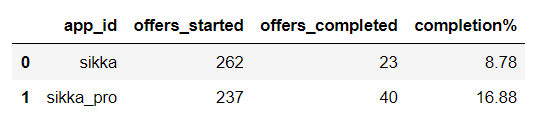 app_id offers_started offers_completed completion%
0 sikka 262 23 8.78
1 sikka_pro 237 40 16.88